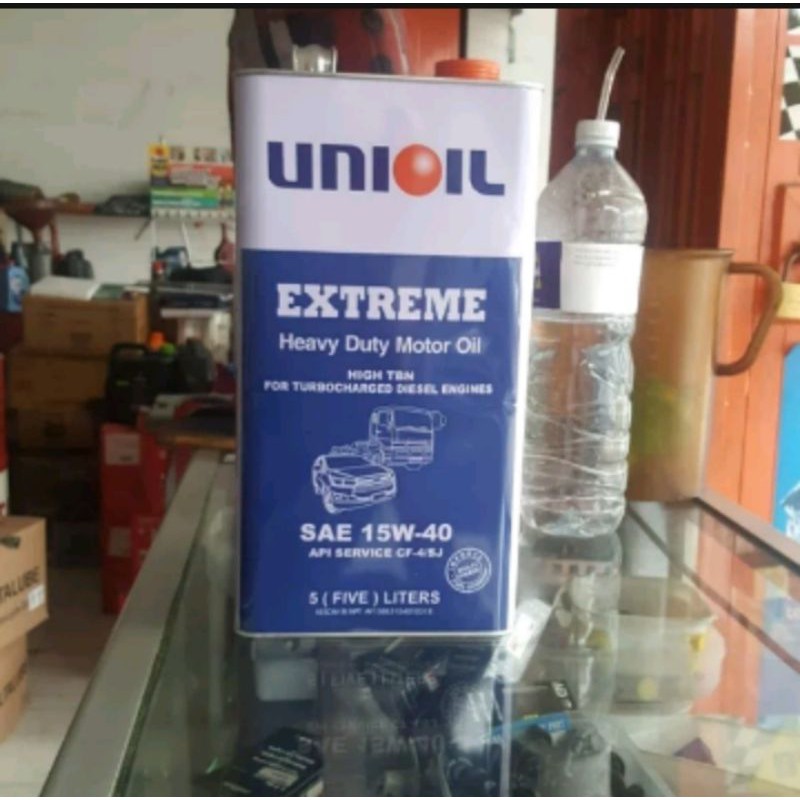 UNIOIL
EXTREME
Heavy Duty Motor Oil
HIGH TBN
FOR TURBOCHARGED DIESEL ENGINES
SAE 15W-40
API SERVICE CF-4/SJ
5 ( FIVE ) LITERS
TALUBE